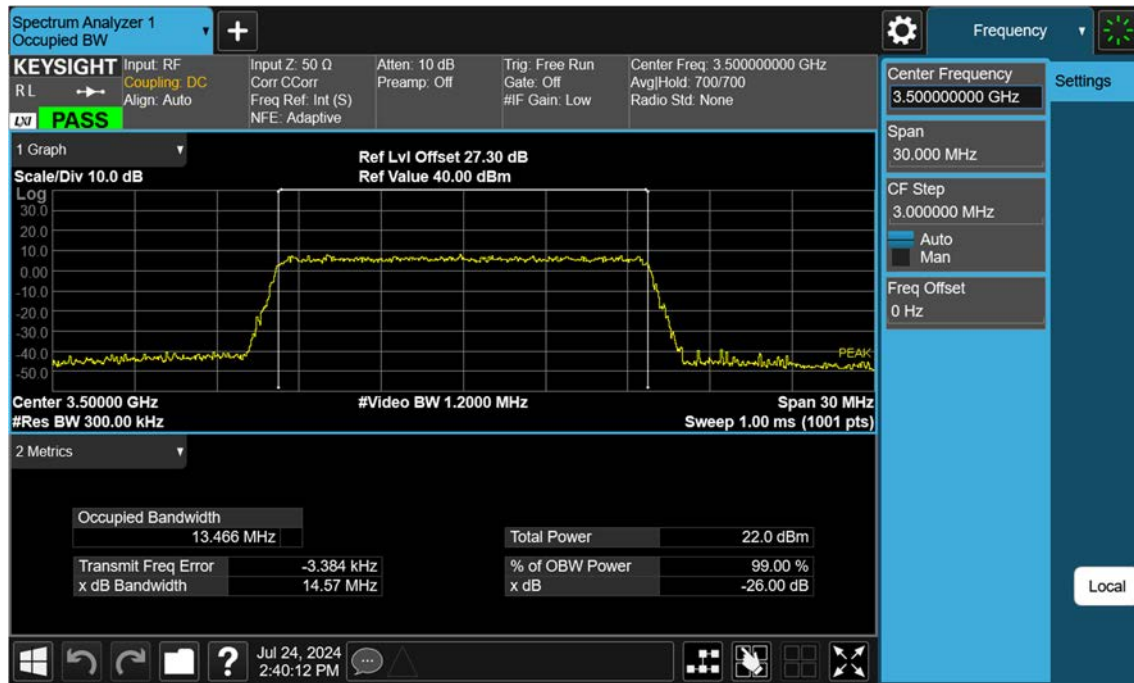 Spectrum Analyzer 1
Occupied BW
+
Frequency
KEYSIGHT
R L
LXI
PASS
Input: RF
Coupling: DC
Align: Auto
Input Z: 50 Ω
Corr CCorr
Freq Ref: Int (S)
NFE: Adaptive
Atten: 10 dB
Preamp: Off
Trig: Free Run
Gate: Off
#IF Gain: Low
Center Freq: 3.500000000 GHz
Avg|Hold: 700/700
Radio Std: None
Center Frequency
3.500000000 GHz
Settings
Span
30.000 MHz
CF Step
3.000000 MHz
Auto
Man
Freq Offset
0 Hz
Local
1 Graph
Scale/Div 10.0 dB
Ref Lvl Offset 27.30 dB
Ref Value 40.00 dBm
Log
30.0
20.0
10.0
0.00
-10.0
-20.0
-30.0
-40.0
-50.0
PEAK
Center 3.50000 GHz
#Video BW 1.2000 MHz
Span 30 MHz
#Res BW 300.00 kHz
Sweep 1.00 ms (1001 pts)
2 Metrics
Occupied Bandwidth
13.466 MHz
Total Power 22.0 dBm
Transmit Freq Error -3.384 kHz
% of OBW Power 99.00 %
x dB Bandwidth 14.57 MHz
x dB -26.00 dB
?
Jul 24, 2024
2:40:12 PM